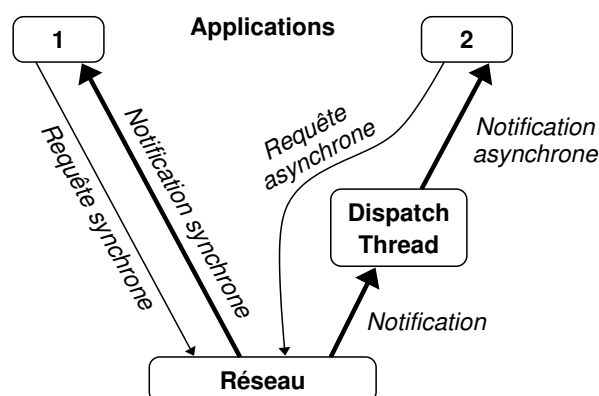 Applications
1
2
Requête synchrone
Notification synchrone
Requête
asynchrone
Notification
asynchrone
Dispatch
Thread
Notification
Réseau